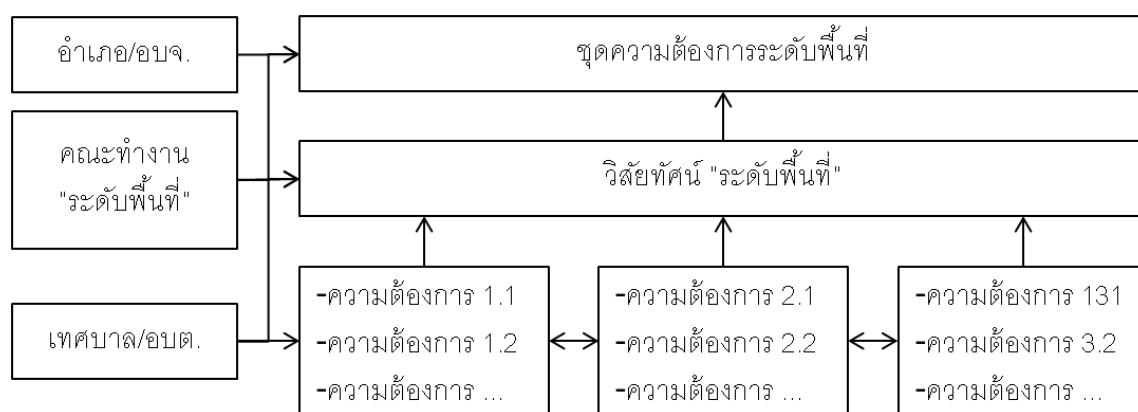 อำเภอ/อบจ.
ชุดความต้องการระดับพื้นที่
คณะทำงาน
"ระดับพื้นที่"
วิสัยทัศน์ "ระดับพื้นที่"
เทศบาล/อบต.
-ความต้องการ 1.1
-ความต้องการ 1.2
-ความต้องการ ...
-ความต้องการ 2.1
-ความต้องการ 2.2
-ความต้องการ ...
-ความต้องการ 131
-ความต้องการ 3.2
-ความต้องการ ...